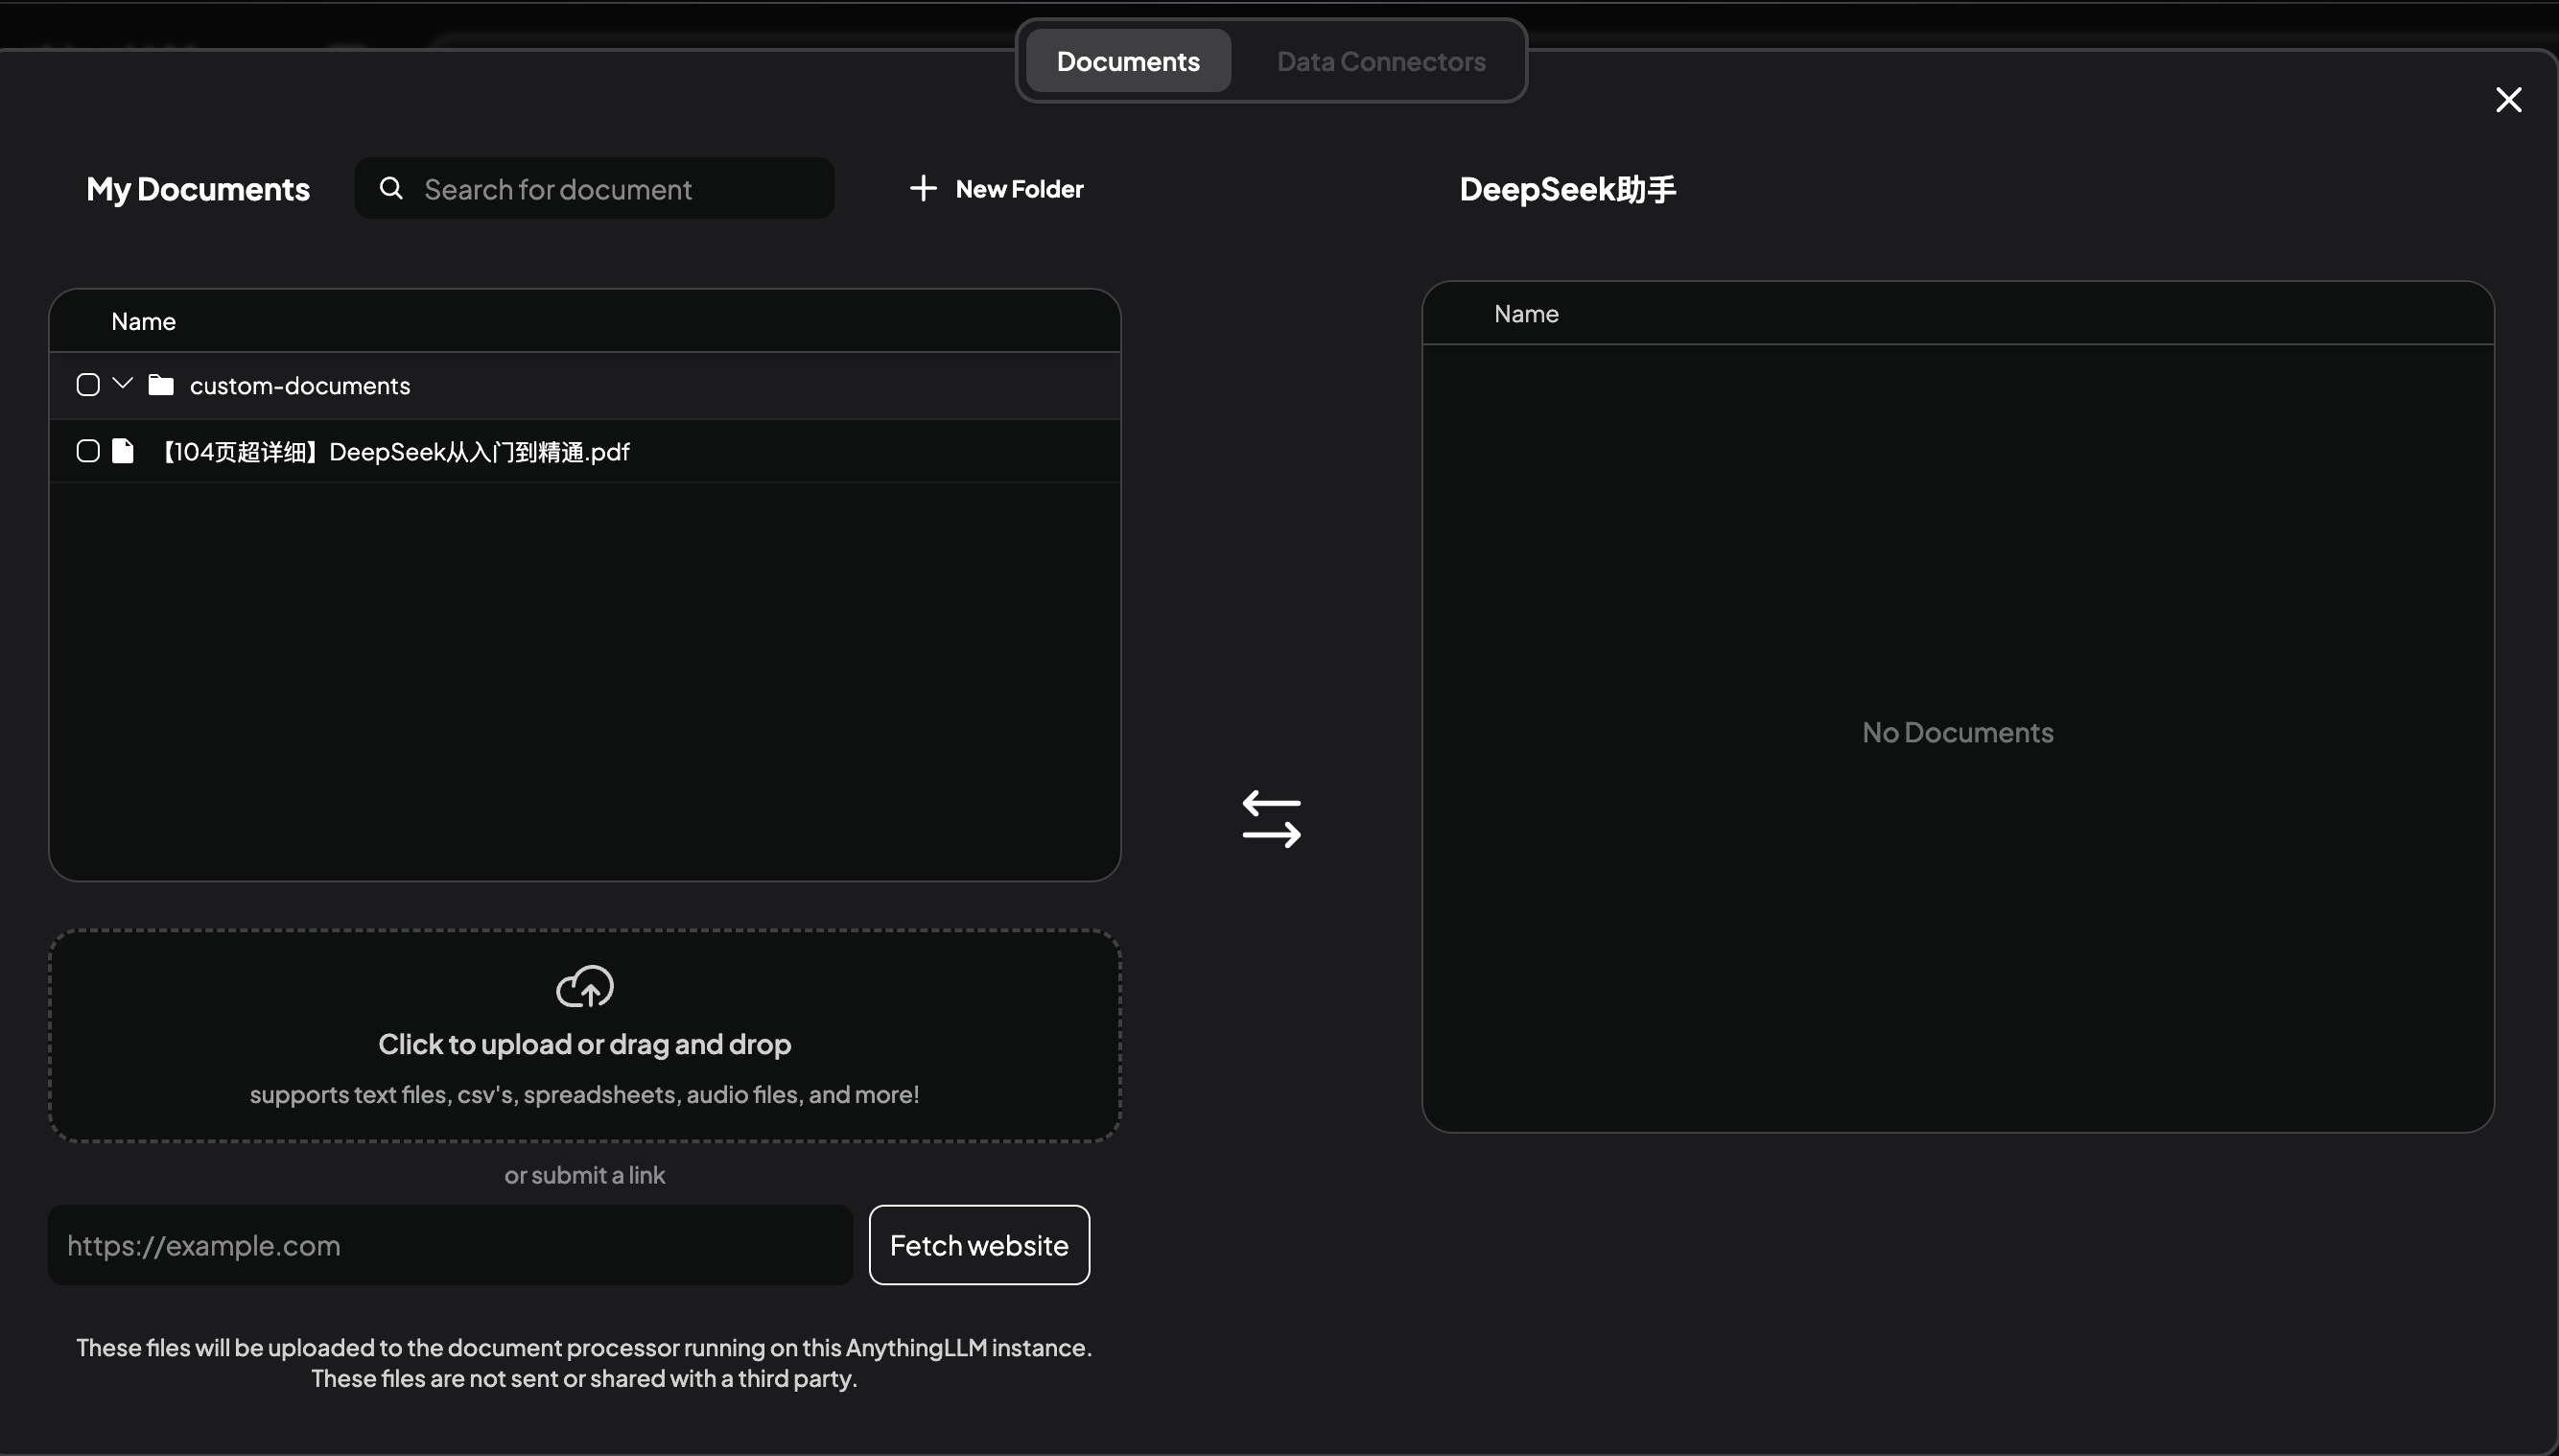 Documents
Data Connectors
My Documents
Search for document
New Folder
DeepSeek助手
Name
custom-documents
【104页超详细】DeepSeek从入门到精通.pdf
Name
No Documents
Click to upload or drag and drop
supports text files, csv's, spreadsheets, audio files, and more!
or submit a link
https://example.com
Fetch website
These files will be uploaded to the document processor running on this AnythingLLM instance.
These files are not sent or shared with a third party.